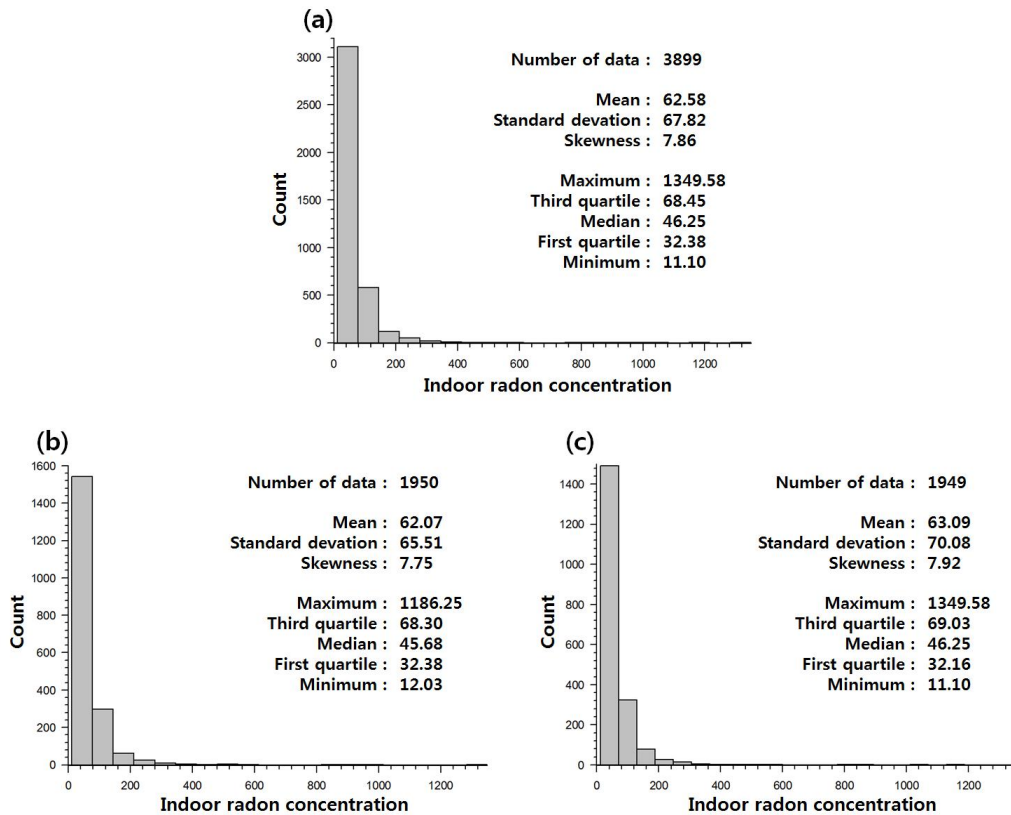 (a)
Number of data : 3899
Mean : 62.58
Standard devation : 67.82
Skewness : 7.86
Maximum : 1349.58
Third quartile : 68.45
Median : 46.25
First quartile : 32.38
Minimum : 11.10
Count
3000
2500
2000
1500
1000
500
0
0 200 400 600 800 1000 1200
Indoor radon concentration
(b)
Number of data : 1950
Mean : 62.07
Standard devation : 65.51
Skewness : 7.75
Maximum : 1186.25
Third quartile : 68.30
Median : 45.68
First quartile : 32.38
Minimum : 12.03
Count
1600
1400
1200
1000
800
600
400
200
0
0 200 400 600 800 1000 1200
Indoor radon concentration
(c)
Number of data : 1949
Mean : 63.09
Standard devation : 70.08
Skewness : 7.92
Maximum : 1349.58
Third quartile : 69.03
Median : 46.25
First quartile : 32.16
Minimum : 11.10
Count
1400
1200
1000
800
600
400
200
0
0 200 400 600 800 1000 1200
Indoor radon concentration